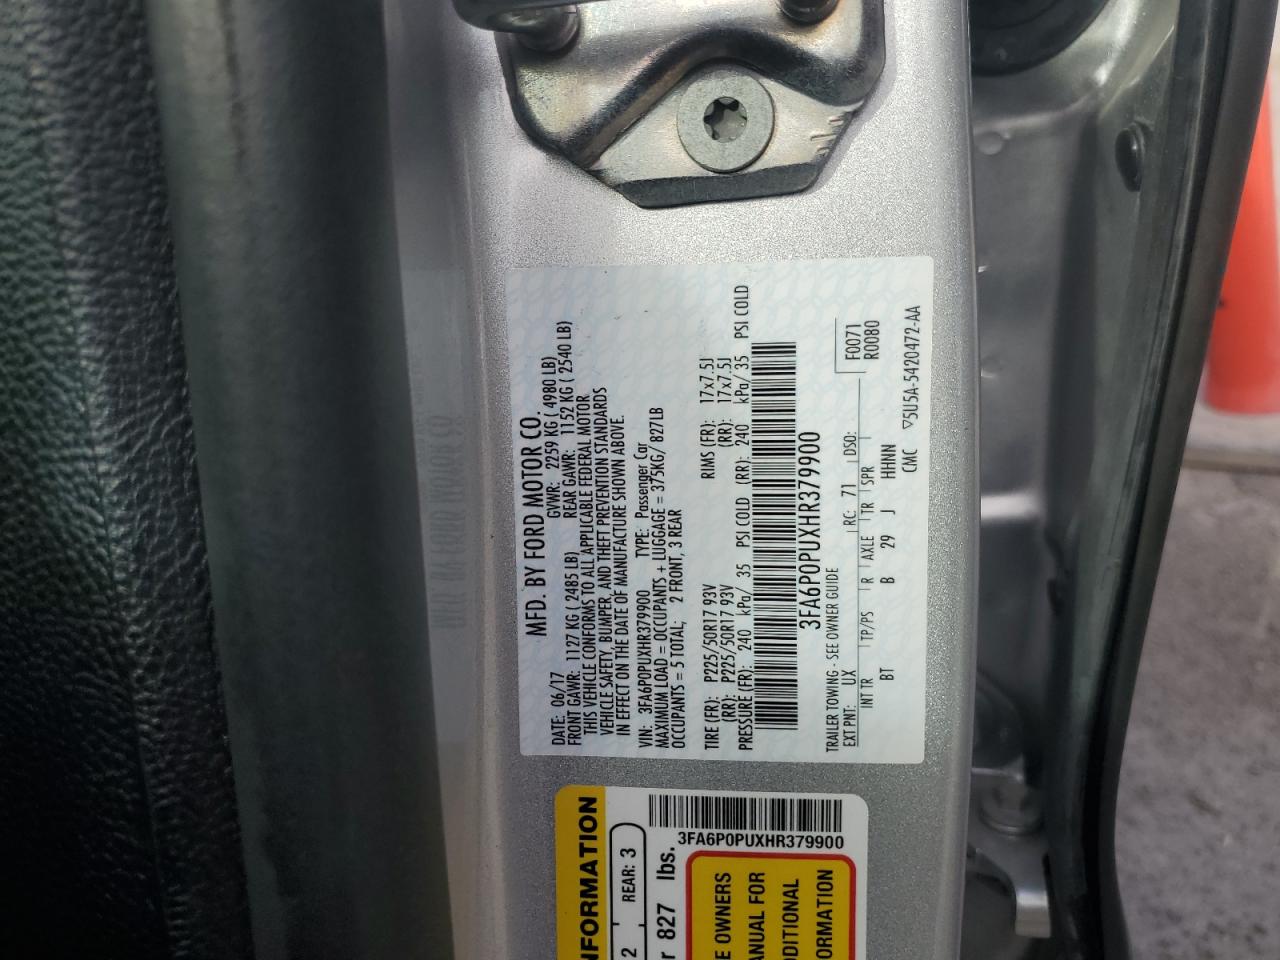 MFD. BY FORD MOTOR CO.
DATE: 06/17 GVWR: 2259 KG ( 4980 LB)
FRONT GAWR: 1127 KG ( 2485 LB) REAR GAWR: 1152 KG ( 2540 LB)
THIS VEHICLE CONFORMS TO ALL APPLICABLE FEDERAL MOTOR
VEHICLE SAFETY, BUMPER, AND THEFT PREVENTION STANDARDS
IN EFFECT ON THE DATE OF MANUFACTURE SHOWN ABOVE.
VIN: 3FA6P0PUXHR379900 TYPE: Passenger Car
MAXIMUM LOAD = OCCUPANTS + LUGGAGE = 375KG/ 827LB
OCCUPANTS = 5 TOTAL; 2 FRONT, 3 REAR
TIRE (FR): P225/50R17 93V RIMS (FR): 17x7.5J
(RR): P225/50R17 93V (RR): 17x7.5J
PRESSURE (FR): 240 kPa/ 35 PSI COLD (RR): 240 kPa/ 35 PSI COLD
3FA6P0PUXHR379900
TRAILER TOWING - SEE OWNER GUIDE
EXT PNT: UX RC: 71 DSO: F0071
INT TR TP/PS R AXLE TR SPR R0080
BT B 29 J HHMN
CMC ▽5U5A-5420472-AA
NFORMATION
2 REAR: 3
r 827 lbs.
3FA6P0PUXHR379900
E OWNERS
ANUAL FOR
DDITIONAL
ORMATION